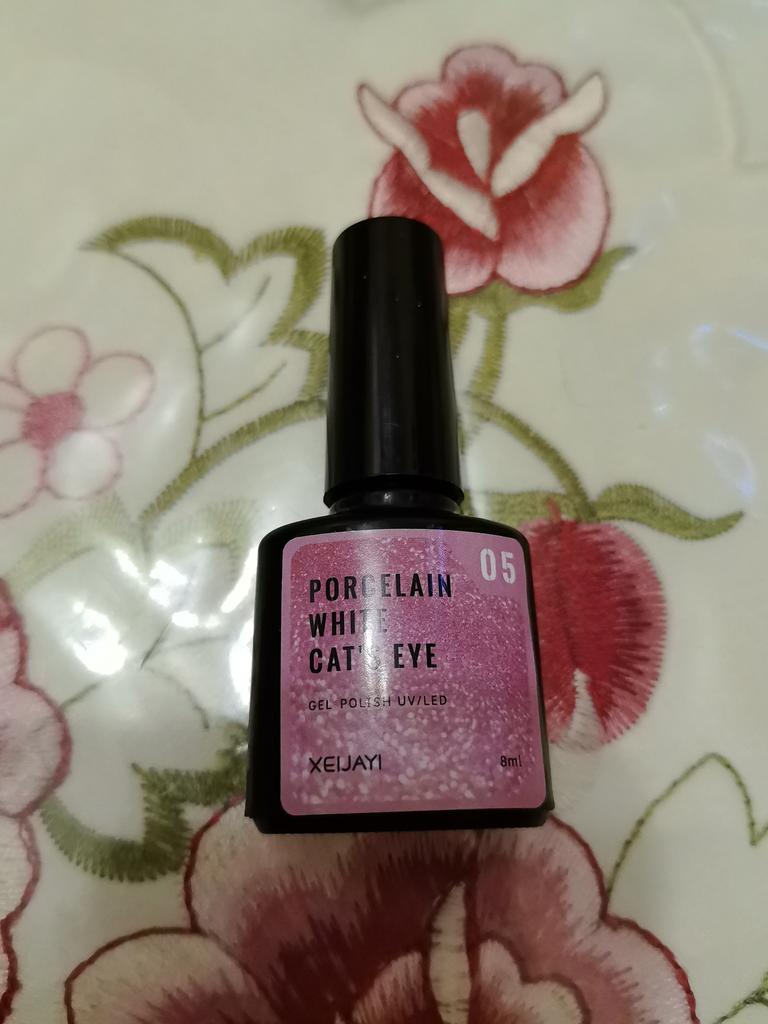 05
PORCELAIN
WHITE
CAT'S EYE
GEL POLISH UV/LED
XEIJAYI
8ml